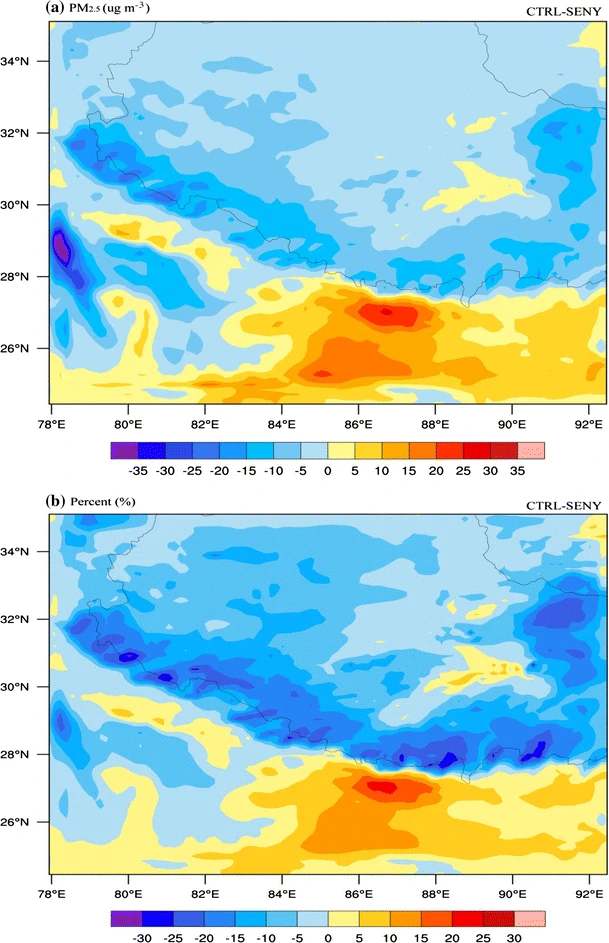 (a) PM2.5 (ug m-3) CTRL-SENY
34°N
32°N
30°N
28°N
26°N
78°E 80°E 82°E 84°E 86°E 88°E 90°E 92°E
-35 -30 -25 -20 -15 -10 -5 0 5 10 15 20 25 30 35
(b) Percent (%) CTRL-SENY
34°N
32°N
30°N
28°N
26°N
78°E 80°E 82°E 84°E 86°E 88°E 90°E 92°E
-30 -25 -20 -15 -10 -5 0 5 10 15 20 25 30